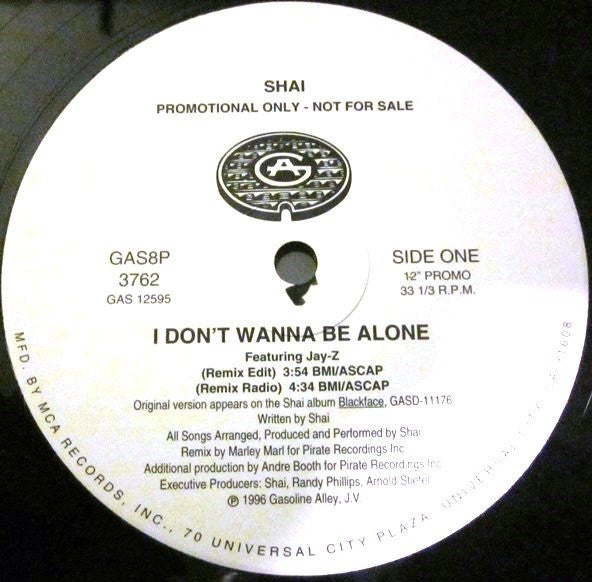 SHAI
PROMOTIONAL ONLY - NOT FOR SALE
GA
GAS8P
3762
GAS 12595
SIDE ONE
12" PROMO
33 1/3 R.P.M.
I DON'T WANNA BE ALONE
Featuring Jay-Z
(Remix Edit) 3:54 BMI/ASCAP
(Remix Radio) 4:34 BMI/ASCAP
Original version appears on the Shai album Blackface, GASD-11176
Written by Shai
All Songs Arranged, Produced and Performed by Shai
Remix by Marley Marl for Pirate Recordings Inc
Additional production by Andre Booth for Pirate Recordings Inc
Executive Producers: Shai, Randy Phillips, Arnold Stiefel
℗ 1996 Gasoline Alley, J.V.
MFD. BY MCA RECORDS, INC., 70 UNIVERSAL CITY PLAZA, UNIVERSAL 1608